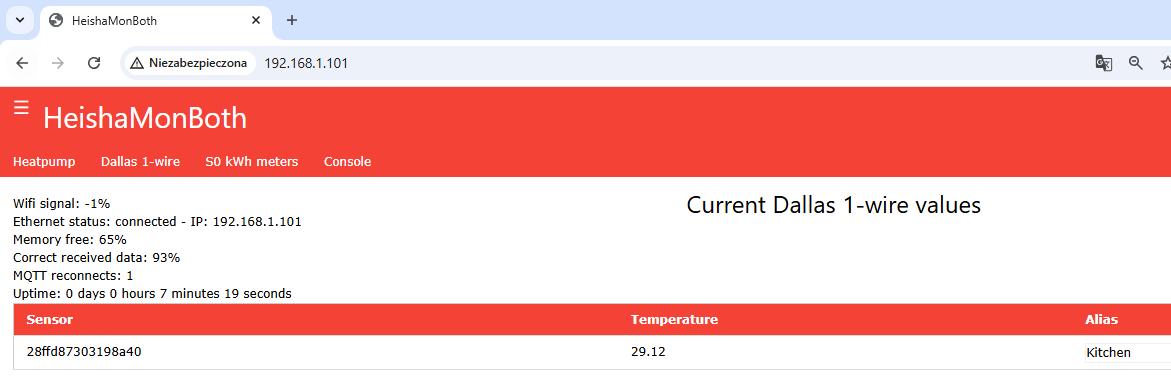 HeishaMonBoth
Niezabezpieczona 192.168.1.101
HeishaMonBoth
Heatpump Dallas 1-wire S0 kWh meters Console
Wifi signal: -1%
Ethernet status: connected - IP: 192.168.1.101
Memory free: 65%
Correct received data: 93%
MQTT reconnects: 1
Uptime: 0 days 0 hours 7 minutes 19 seconds
Current Dallas 1-wire values
Sensor Temperature Alias
28ffd87303198a40 29.12 Kitchen